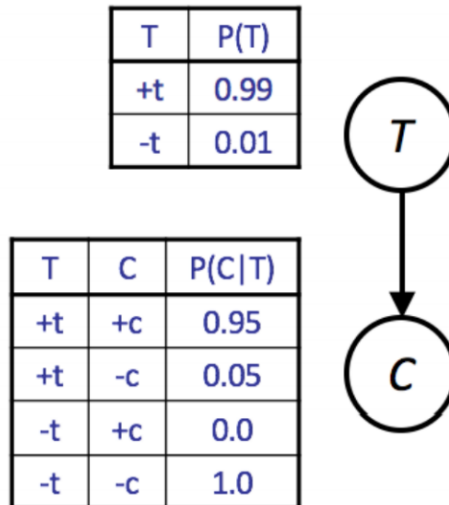 T P(T)
+t 0.99
-t 0.01
T
T C P(C|T)
+t +c 0.95
+t -c 0.05
-t +c 0.0
-t -c 1.0
C